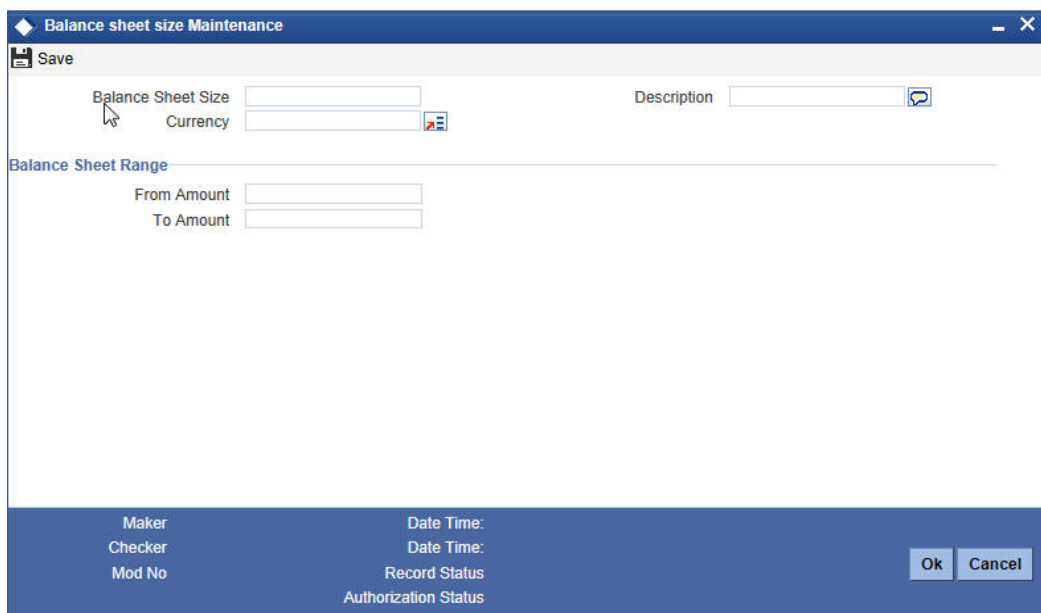 Balance sheet size Maintenance
Save
Balance Sheet Size Description
Currency
Balance Sheet Range
From Amount
To Amount
Maker Date Time:
Checker Date Time:
Mod No Record Status
Ok Cancel
Authorization Status